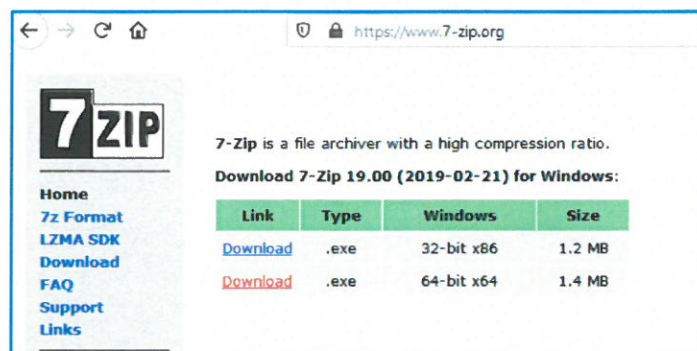 https://www.7-zip.org
7ZIP
7-Zip is a file archiver with a high compression ratio.
Download 7-Zip 19.00 (2019-02-21) for Windows:
Link Type Windows Size
Download .exe 32-bit x86 1.2 MB
Download .exe 64-bit x64 1.4 MB
Home
7z Format
LZMA SDK
Download
FAQ
Support
Links